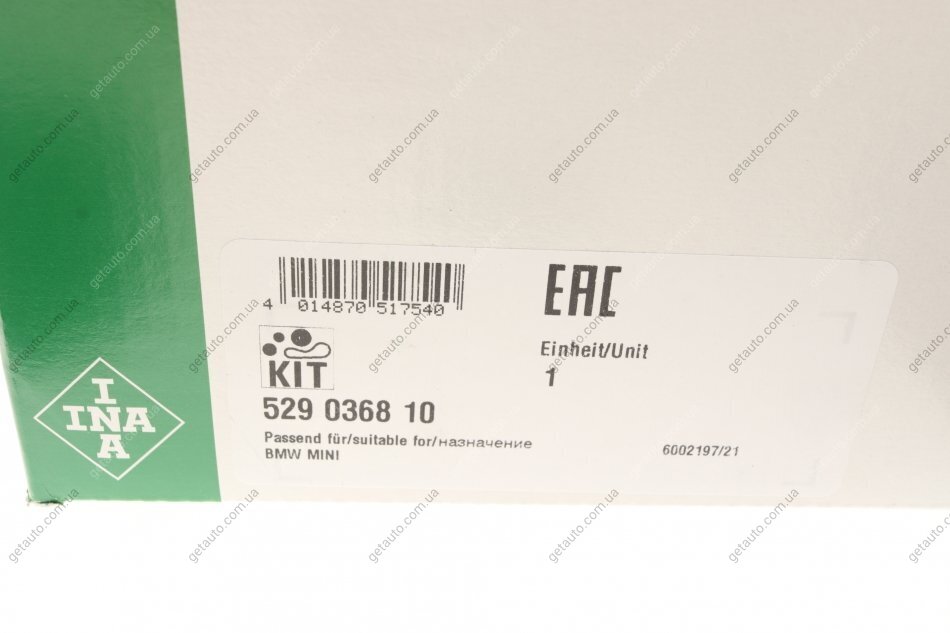 4 014870 517540
EAC
KIT
Einheit/Unit
1
529 0368 10
Passend für/suitable for/назначение
BMW MINI
6002197/21
INA
INA
getauto.com.ua